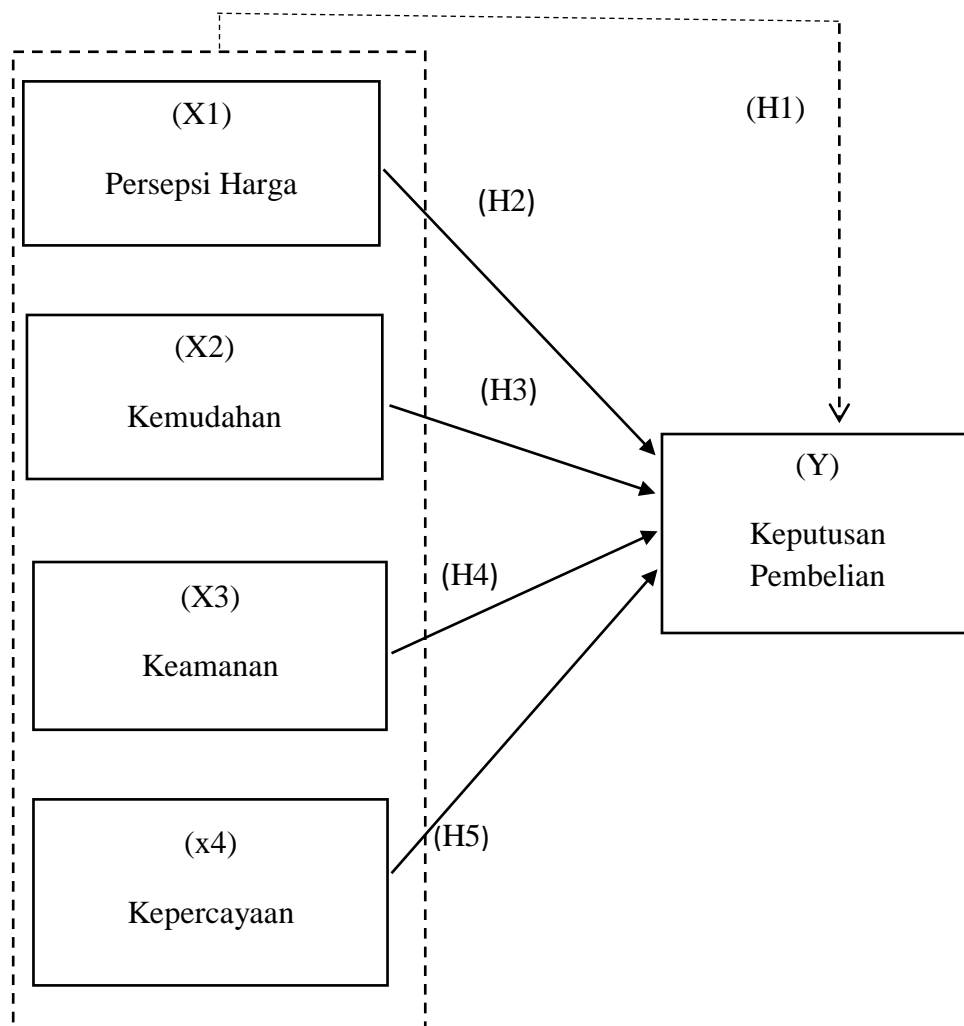 (H1)
(X1)
Persepsi Harga
(H2)
(X2)
Kemudahan
(H3)
(Y)
Keputusan
Pembelian
(X3)
Keamanan
(H4)
(x4)
Kepercayaan
(H5)